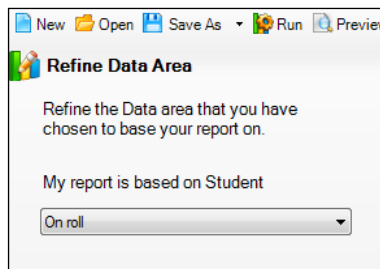 New Open Save As Run Preview
Refine Data Area
Refine the Data area that you have
chosen to base your report on.
My report is based on Student
On roll